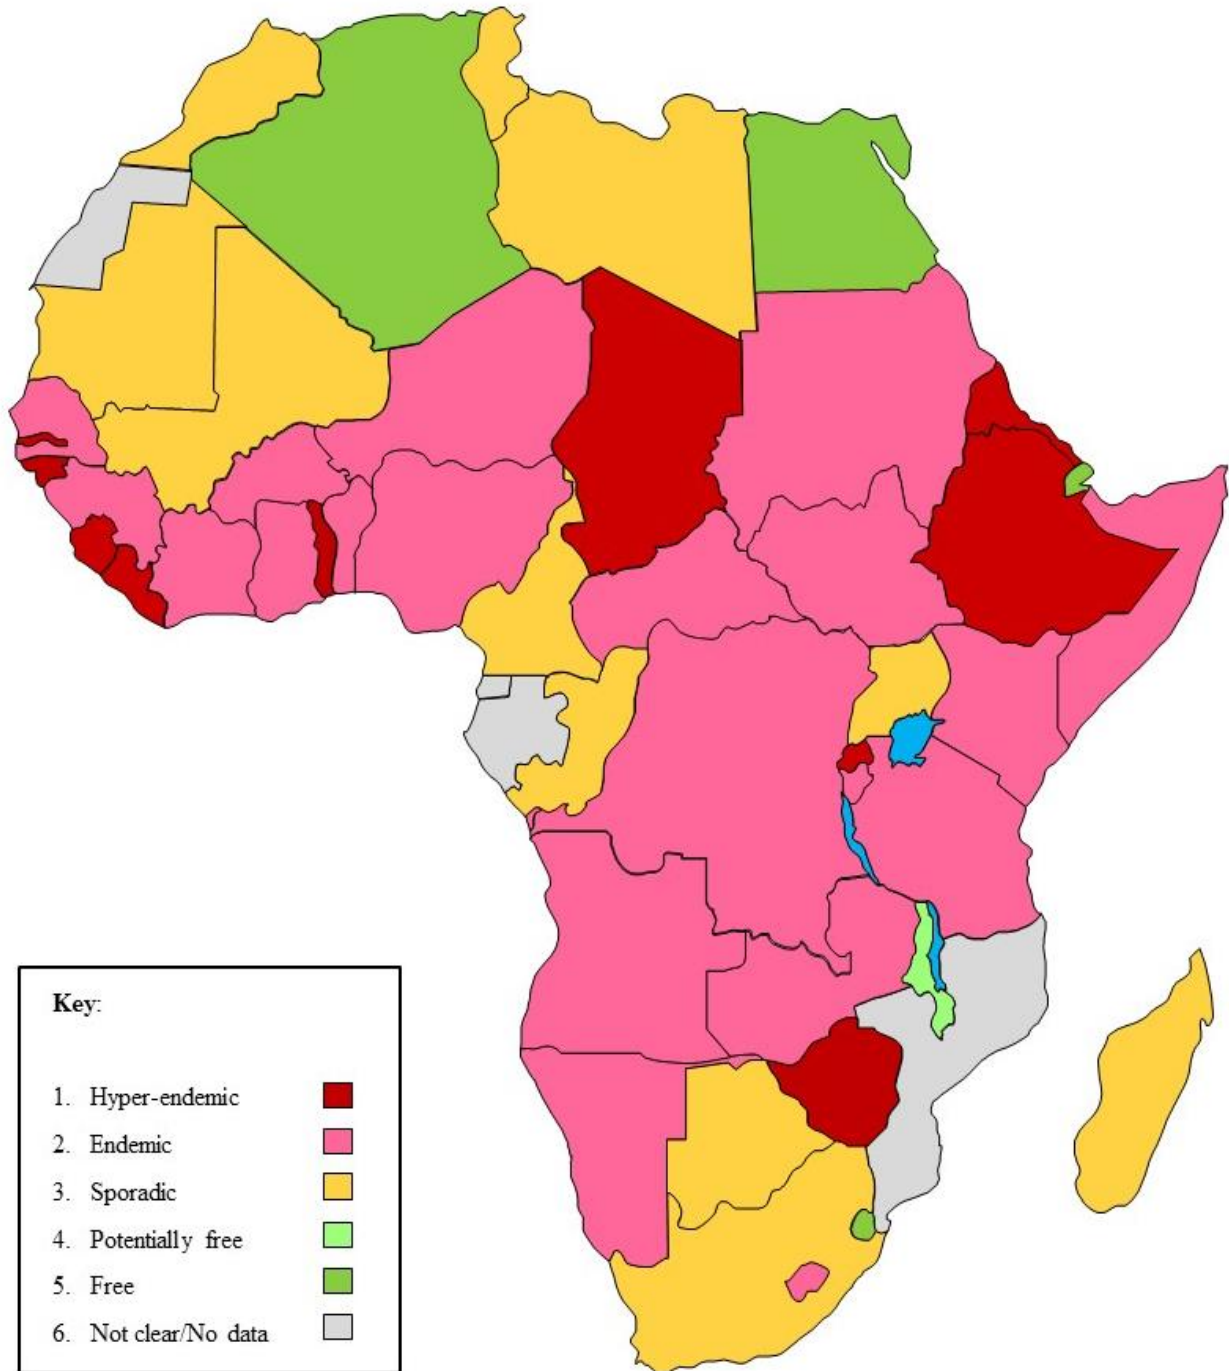 Key:
1. Hyper-endemic
2. Endemic
3. Sporadic
4. Potentially free
5. Free
6. Not clear/No data